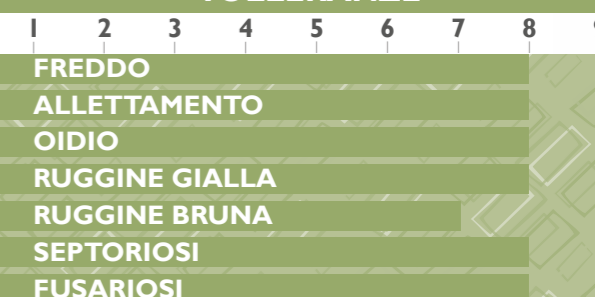 1 2 3 4 5 6 7 8
FREDDO
ALLETTAMENTO
OIDIO
RUGGINE GIALLA
RUGGINE BRUNA
SEPTORIOSI
FUSARIOSI